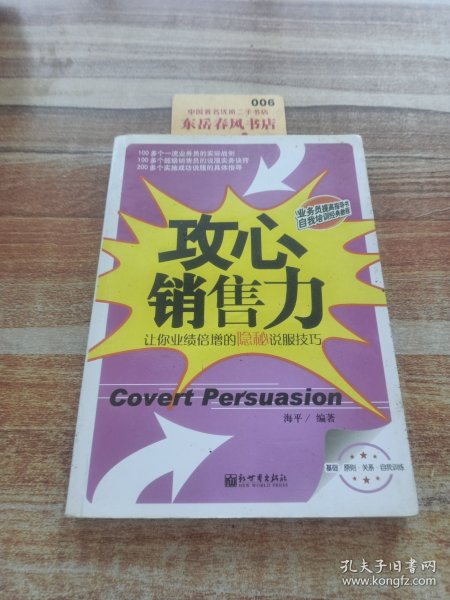 006
中国著名优秀二手书店
东岳春风书店
100多个一流业务员的实际战例
100多个超级销售员的说服实务诀窍
200多个实施成功说服的具体指导
业务员提高指导书
自我培训经典教程
攻心
销售力
让你业绩倍增的隐秘说服技巧
Covert Persuasion
海平/编著
基础·原则·关系·自我训练
新世界出版社
NEW WORLD PRESS
孔夫子旧书网
www.kongfz.com